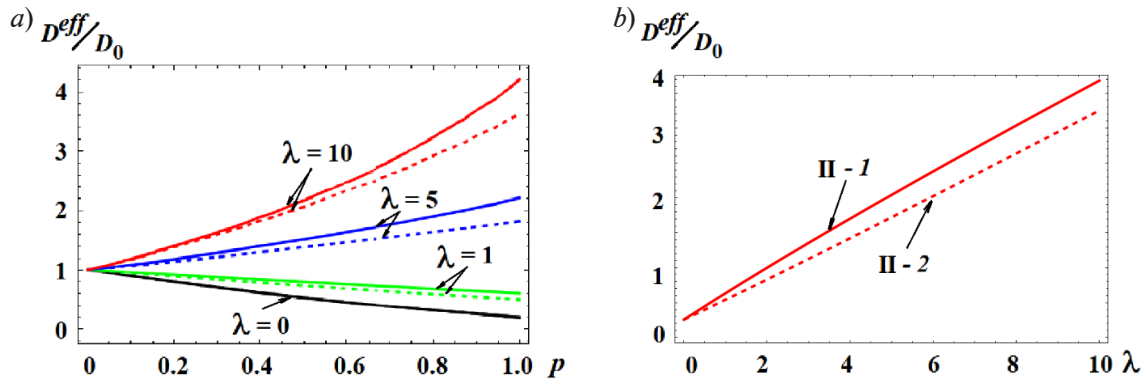 a)
D^eff/D_0
4
3
2
1
0
λ = 10
λ = 5
λ = 1
λ = 0
0 0.2 0.4 0.6 0.8 1.0 p
b)
D^eff/D_0
4
3
2
1
0
II - 1
II - 2
0 2 4 6 8 10 λ